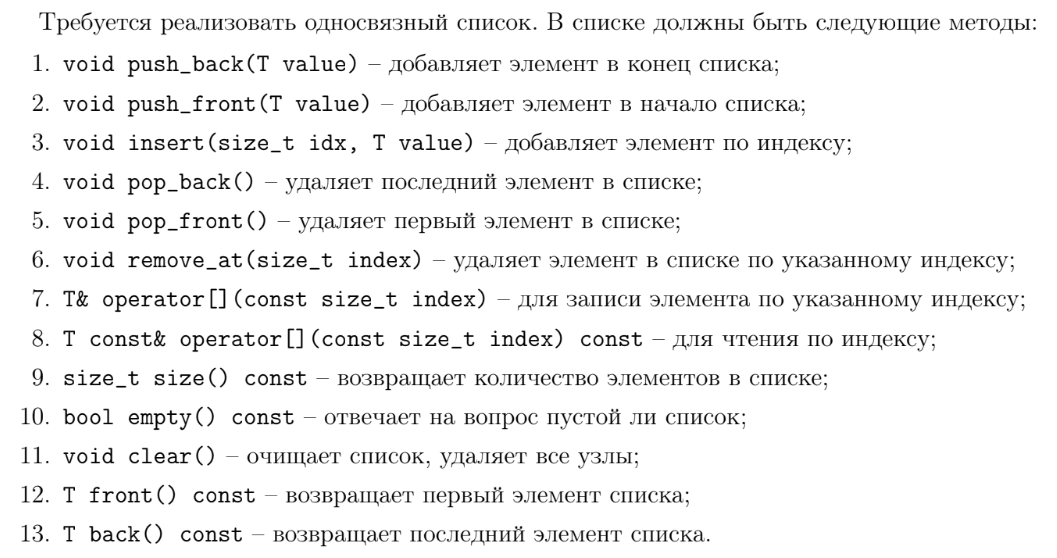 Требуется реализовать односвязный список. В списке должны быть следующие методы:
1. void push_back(T value) – добавляет элемент в конец списка;
2. void push_front(T value) – добавляет элемент в начало списка;
3. void insert(size_t idx, T value) – добавляет элемент по индексу;
4. void pop_back() – удаляет последний элемент в списке;
5. void pop_front() – удаляет первый элемент в списке;
6. void remove_at(size_t index) – удаляет элемент в списке по указанному индексу;
7. T& operator[](const size_t index) – для записи элемента по указанному индексу;
8. T const& operator[](const size_t index) const – для чтения по индексу;
9. size_t size() const – возвращает количество элементов в списке;
10. bool empty() const – отвечает на вопрос пустой ли список;
11. void clear() – очищает список, удаляет все узлы;
12. T front() const – возвращает первый элемент списка;
13. T back() const – возвращает последний элемент списка.